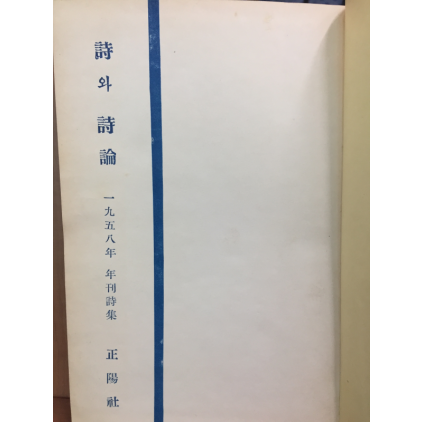 詩와 詩論
一九五八年 年刊詩集
正陽社